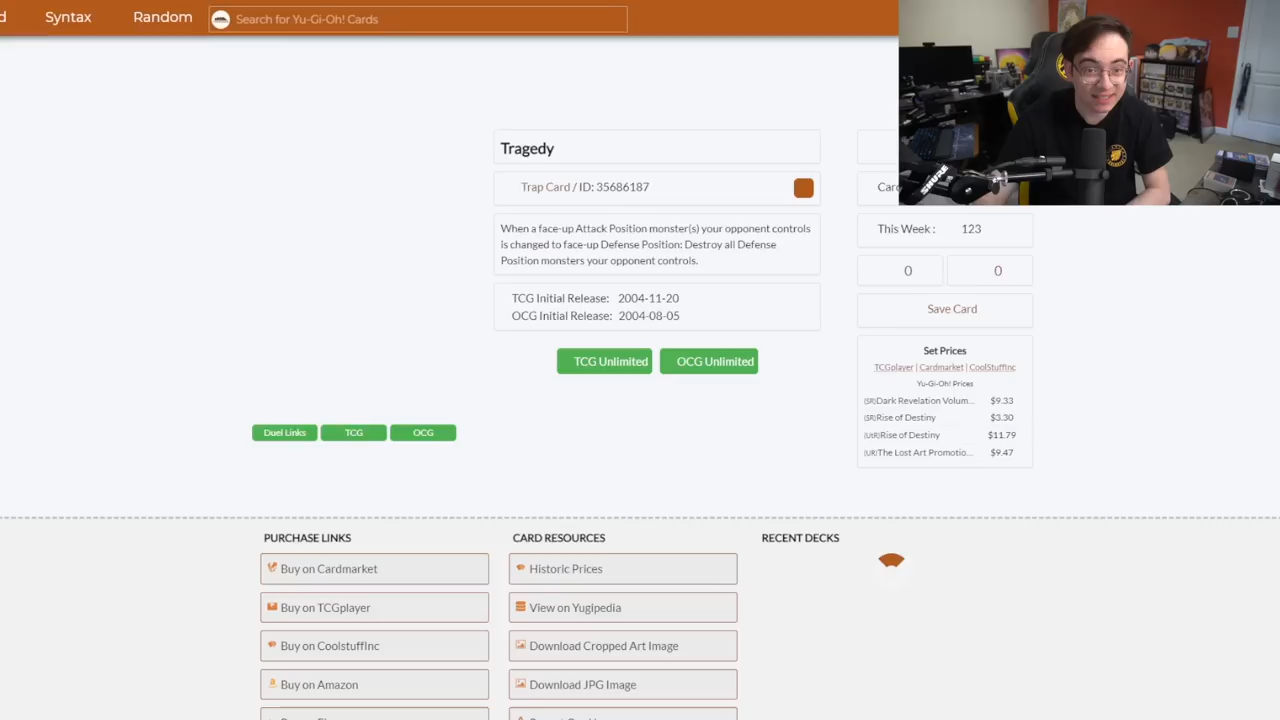 d Syntax Random Search for Yu-Gi-Oh! Cards
SHURE
Tragedy
Trap Card / ID: 35686187
When a face-up Attack Position monster(s) your opponent controls
is changed to face-up Defense Position: Destroy all Defense
Position monsters your opponent controls.
TCG Initial Release: 2004-11-20
OCG Initial Release: 2004-08-05
TCG Unlimited OCG Unlimited
Duel Links TCG OCG
Card
This Week : 123
0 0
Save Card
Set Prices
TCGplayer | Cardmarket | CoolStuffInc
Yu-Gi-Oh! Prices
(SR)Dark Revelation Volum... $9.33
(SR)Rise of Destiny $3.30
(UtR)Rise of Destiny $11.79
(UR)The Lost Art Promotio... $9.47
PURCHASE LINKS
Buy on Cardmarket
Buy on TCGplayer
Buy on CoolstuffInc
Buy on Amazon
CARD RESOURCES
Historic Prices
View on Yugipedia
Download Cropped Art Image
Download JPG Image
RECENT DECKS